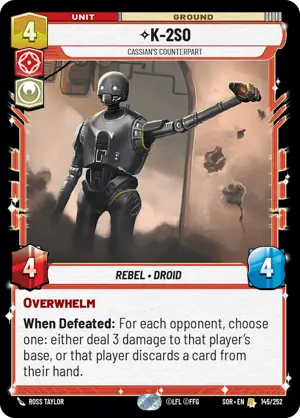 UNIT
GROUND
4
✧K-2SO
CASSIAN'S COUNTERPART
4
4
REBEL • DROID
OVERWHELM
When Defeated: For each opponent, choose
one: either deal 3 damage to that player's
base, or that player discards a card from
their hand.
ROSS TAYLOR
©LFL ©FFG
SOR • EN
145/252